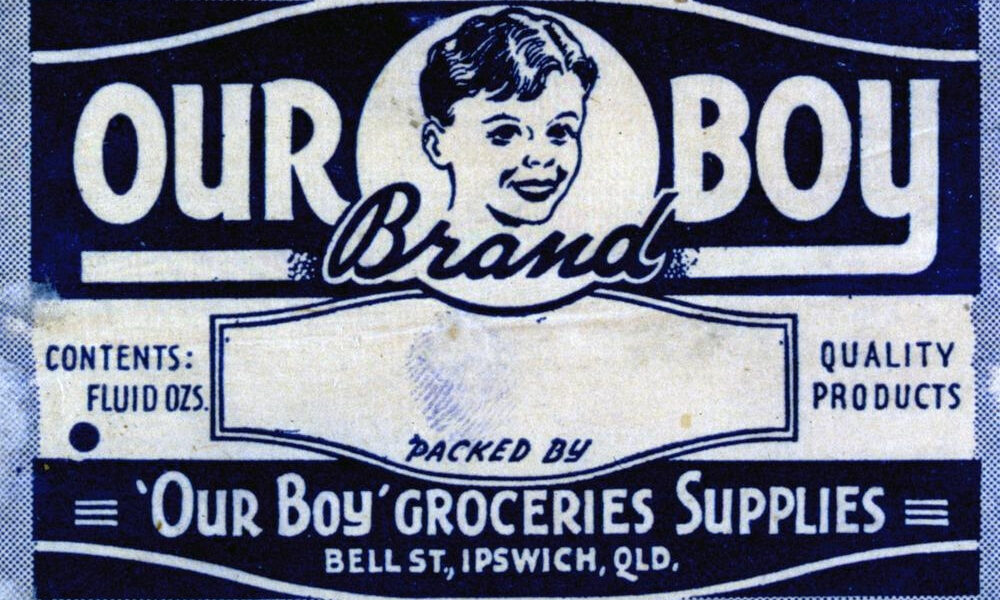 OUR BOY
Brand
CONTENTS:
FLUID OZS.
QUALITY
PRODUCTS
PACKED BY
'OUR BOY' GROCERIES SUPPLIES
BELL ST., IPSWICH, QLD.